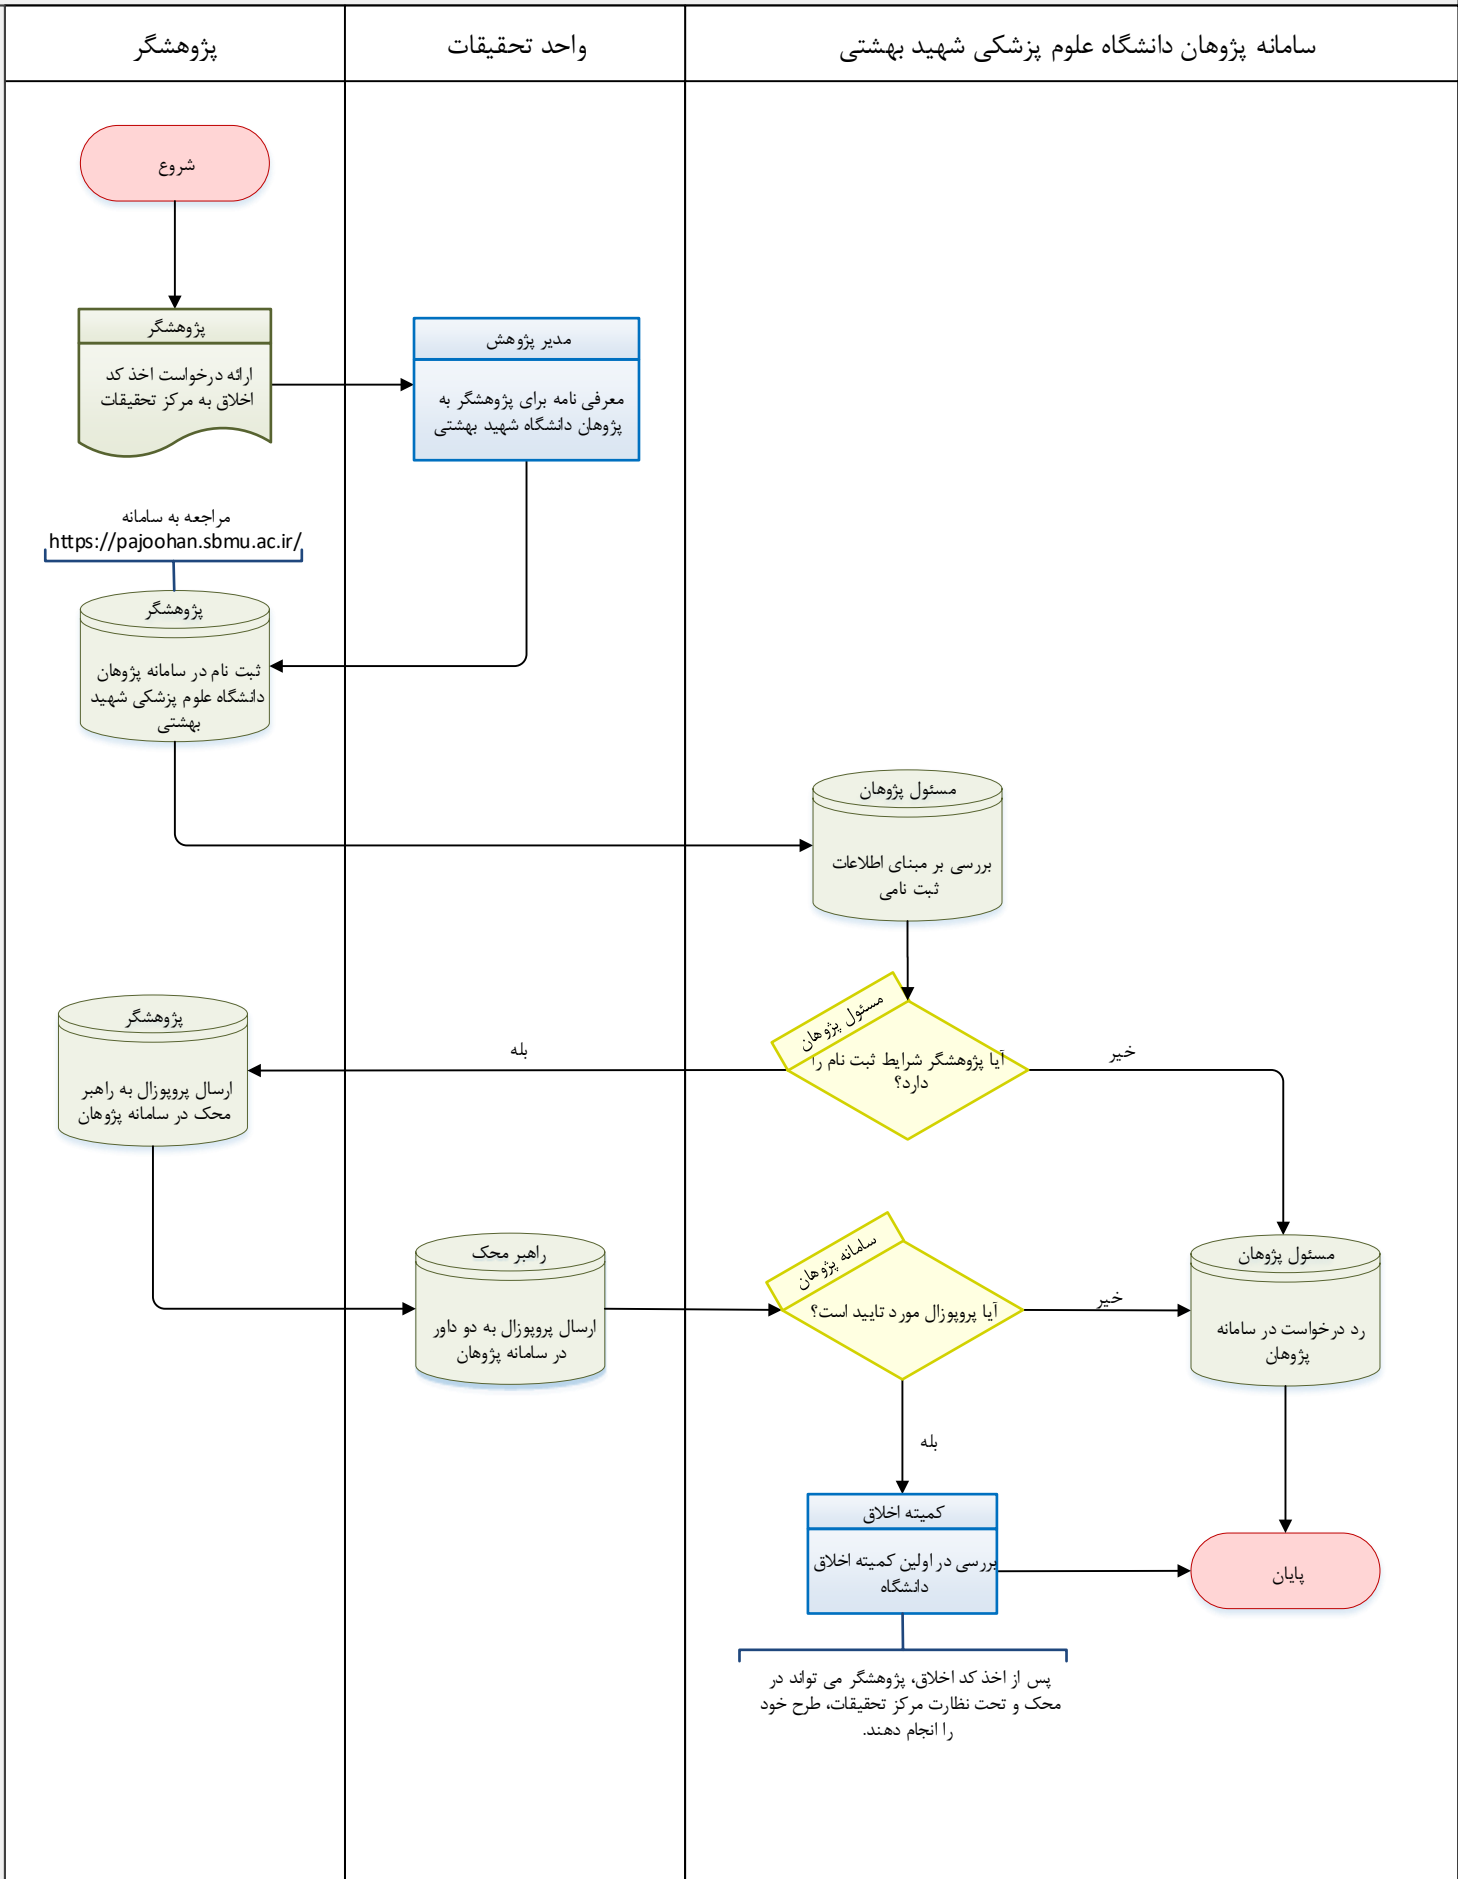 سامانه پژوهان دانشگاه علوم پزشکی شهید بهشتی
واحد تحقیقات
پژوهشگر
شروع
پژوهشگر
ارائه درخواست اخذ کد
اخلاق به مرکز تحقیقات
مدیر پژوهش
معرفی نامه برای پژوهشگر به
پژوهان دانشگاه شهید بهشتی
مراجعه به سامانه
https://pajoohan.sbmu.ac.ir/
پژوهشگر
ثبت نام در سامانه پژوهان
دانشگاه علوم پزشکی شهید
بهشتی
مسئول پژوهان
بررسی بر مبنای اطلاعات
ثبت نامی
مسئول پژوهان
آیا پژوهشگر شرایط ثبت نام را
دارد؟
خیر
بله
پژوهشگر
ارسال پروپوزال به راهبر
محک در سامانه پژوهان
راهبر محک
ارسال پروپوزال به دو داور
در سامانه پژوهان
سامانه پژوهان
آیا پروپوزال مورد تایید است؟
خیر
مسئول پژوهان
رد درخواست در سامانه
پژوهان
بله
کمیته اخلاق
بررسی در اولین کمیته اخلاق
دانشگاه
پایان
پس از اخذ کد اخلاق، پژوهشگر می تواند در
محک و تحت نظارت مرکز تحقیقات، طرح خود
را انجام دهند.